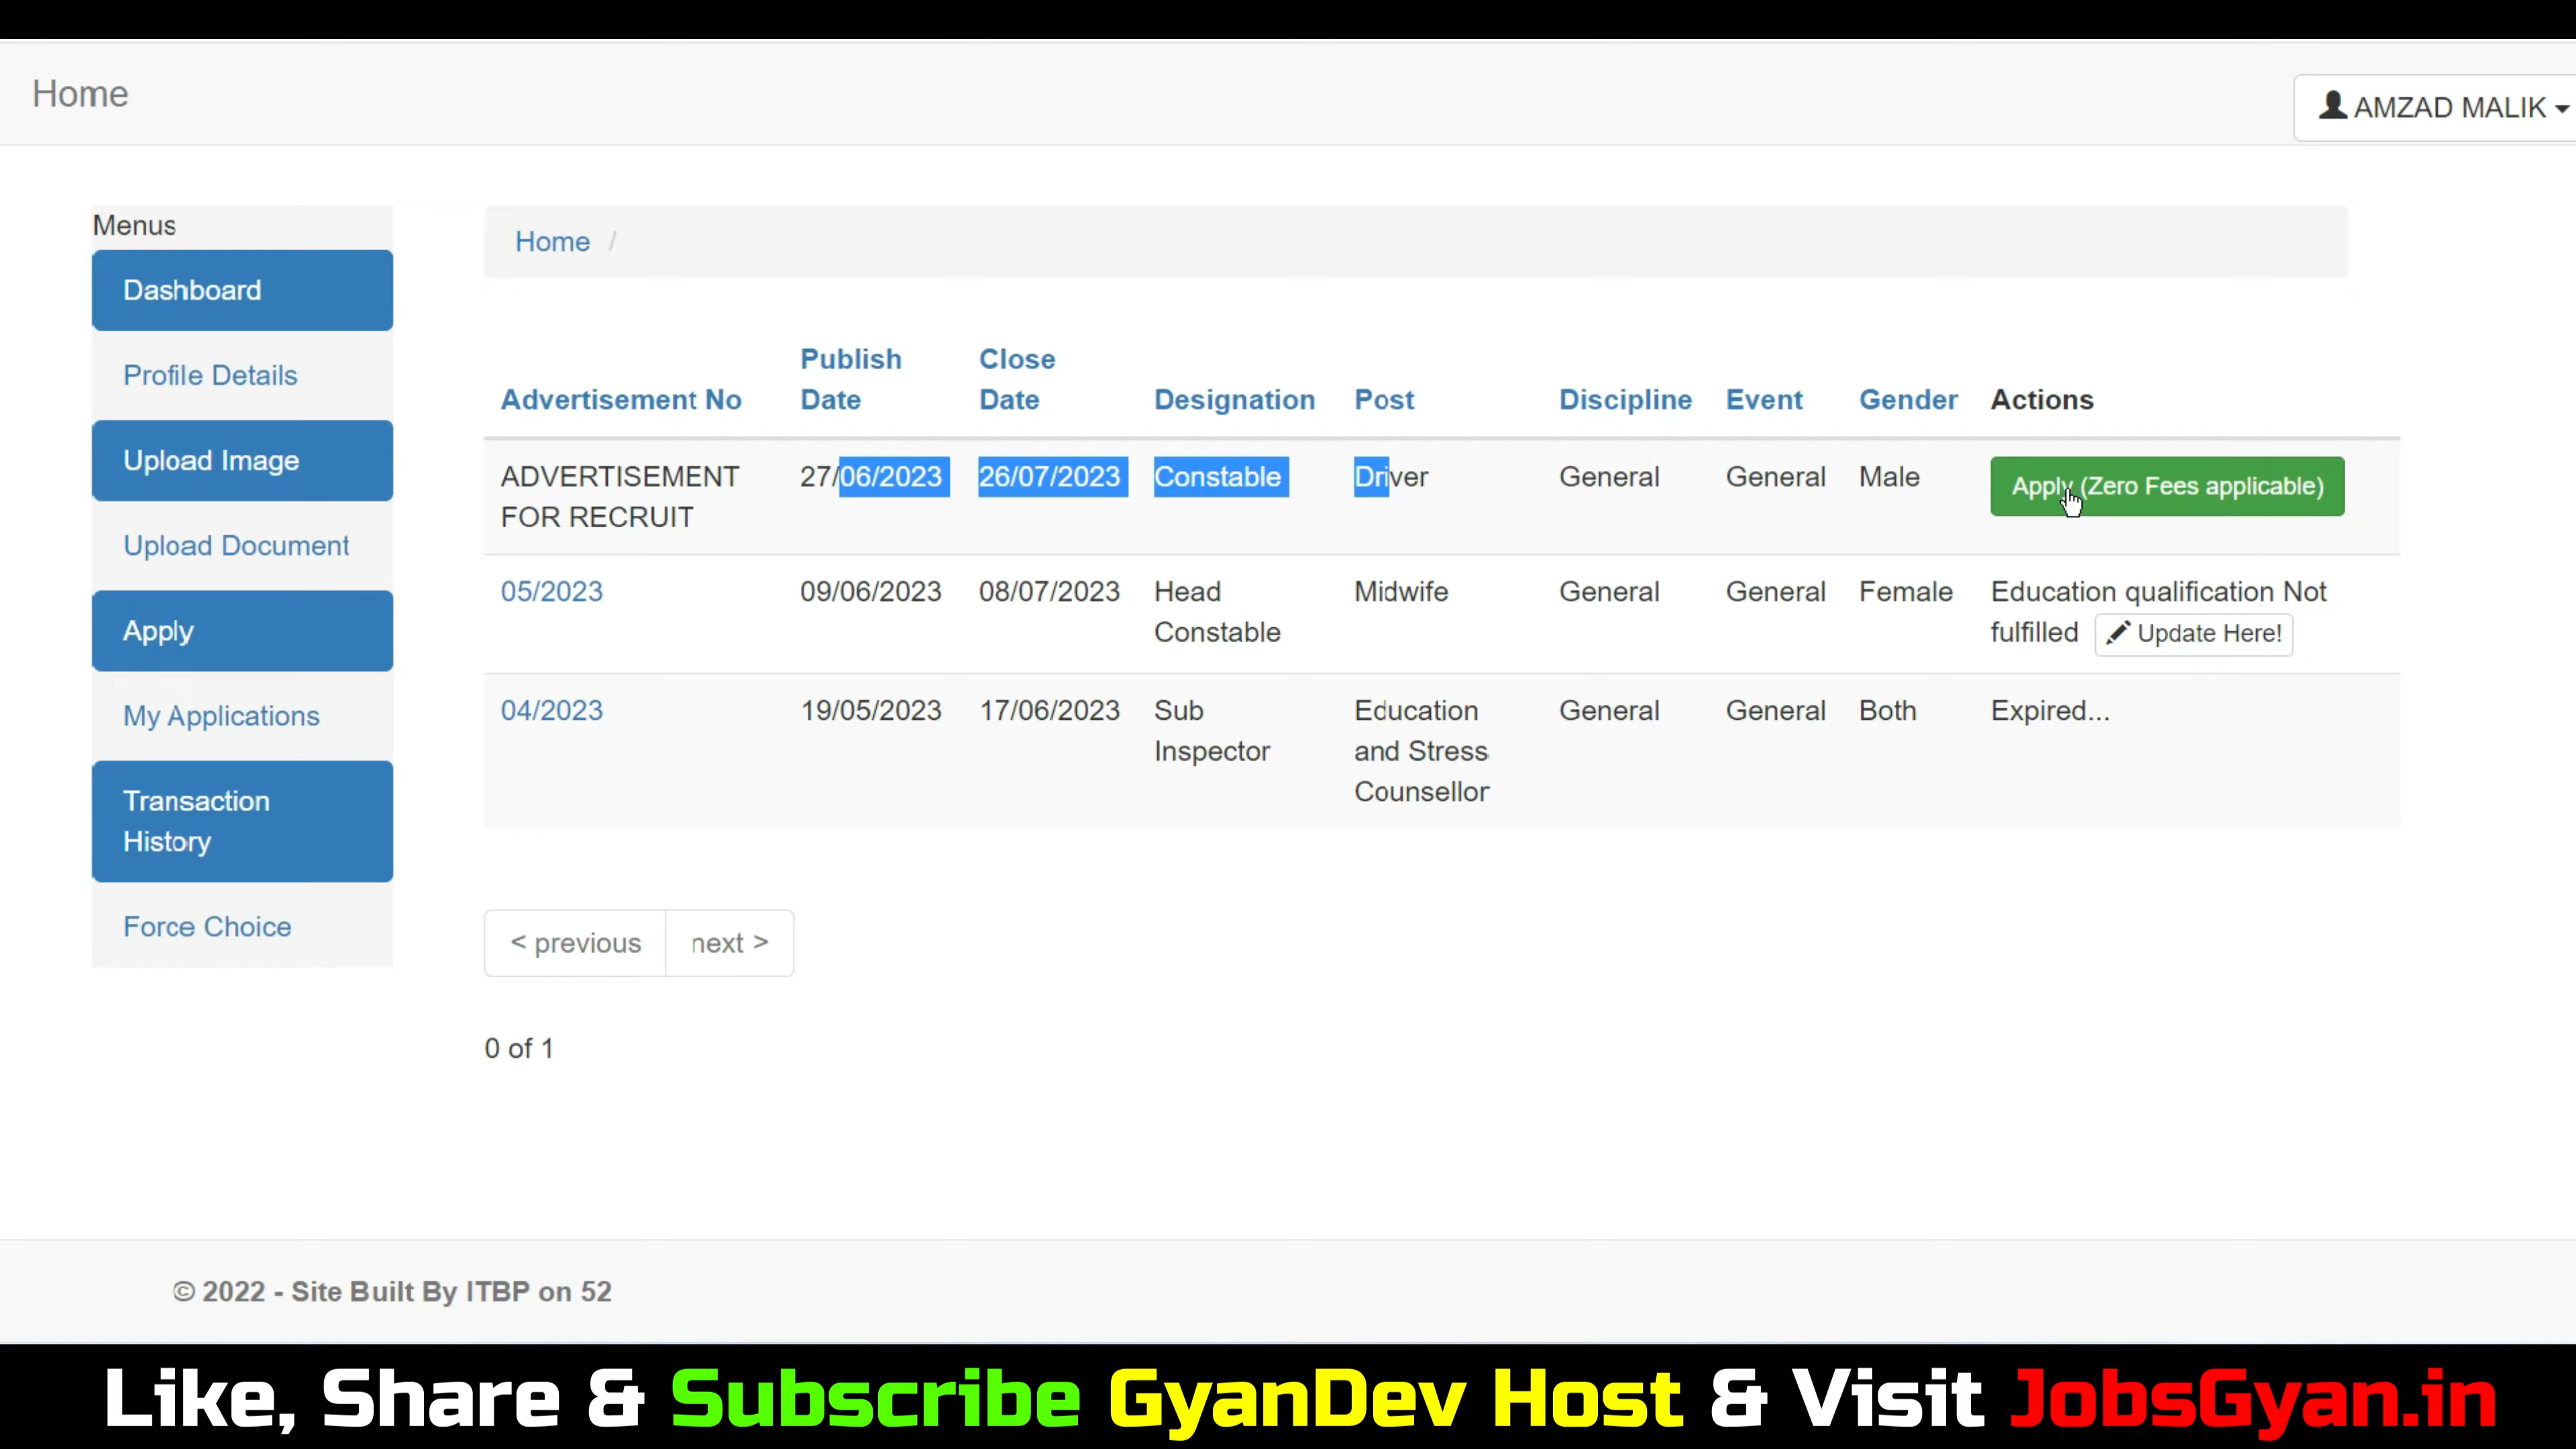 Home
AMZAD MALIK
Menus
Dashboard
Profile Details
Upload Image
Upload Document
Apply
My Applications
Transaction
History
Force Choice
Home /
Advertisement No
Publish
Date
Close
Date
Designation
Post
Discipline
Event
Gender
Actions
ADVERTISEMENT
FOR RECRUIT
27/06/2023
26/07/2023
Constable
Driver
General
General
Male
Apply (Zero Fees applicable)
05/2023
09/06/2023
08/07/2023
Head
Constable
Midwife
General
General
Female
Education qualification Not
fulfilled Update Here!
04/2023
19/05/2023
17/06/2023
Sub
Inspector
Education
and Stress
Counsellor
General
General
Both
Expired...
< previous
next >
0 of 1
© 2022 - Site Built By ITBP on 52
Like, Share & Subscribe GyanDev Host & Visit JobsGyan.in